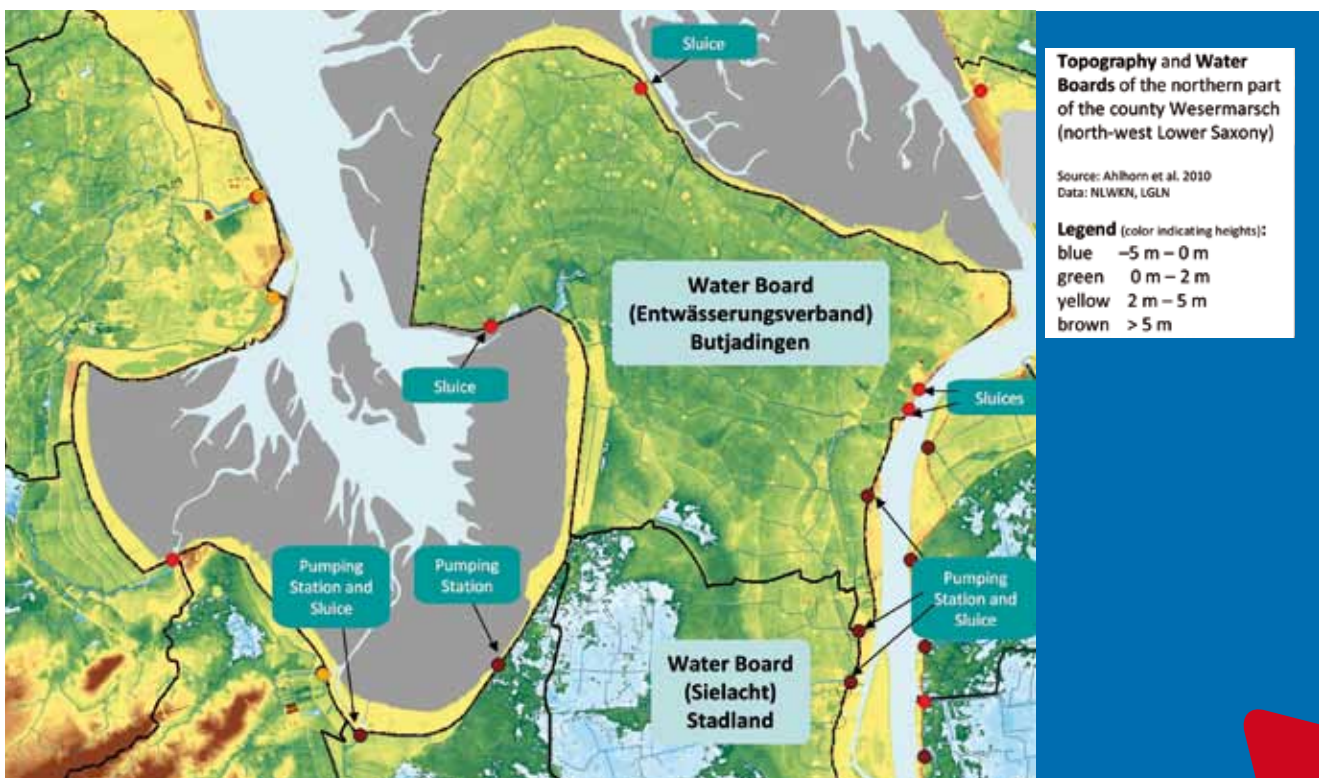 Sluice
Water Board
(Entwässerungsverband)
Butjadingen
Sluice
Sluices
Pumping
Station and
Sluice
Pumping
Station
Pumping
Station and
Sluice
Water Board
(Sielacht)
Stadland
Topography and Water
Boards of the northern part
of the county Wesermarsch
(north-west Lower Saxony)
Source: Ahlhorn et al. 2010
Data: NLWKN, LGLN
Legend (color indicating heights):
blue –5 m – 0 m
green 0 m – 2 m
yellow 2 m – 5 m
brown > 5 m